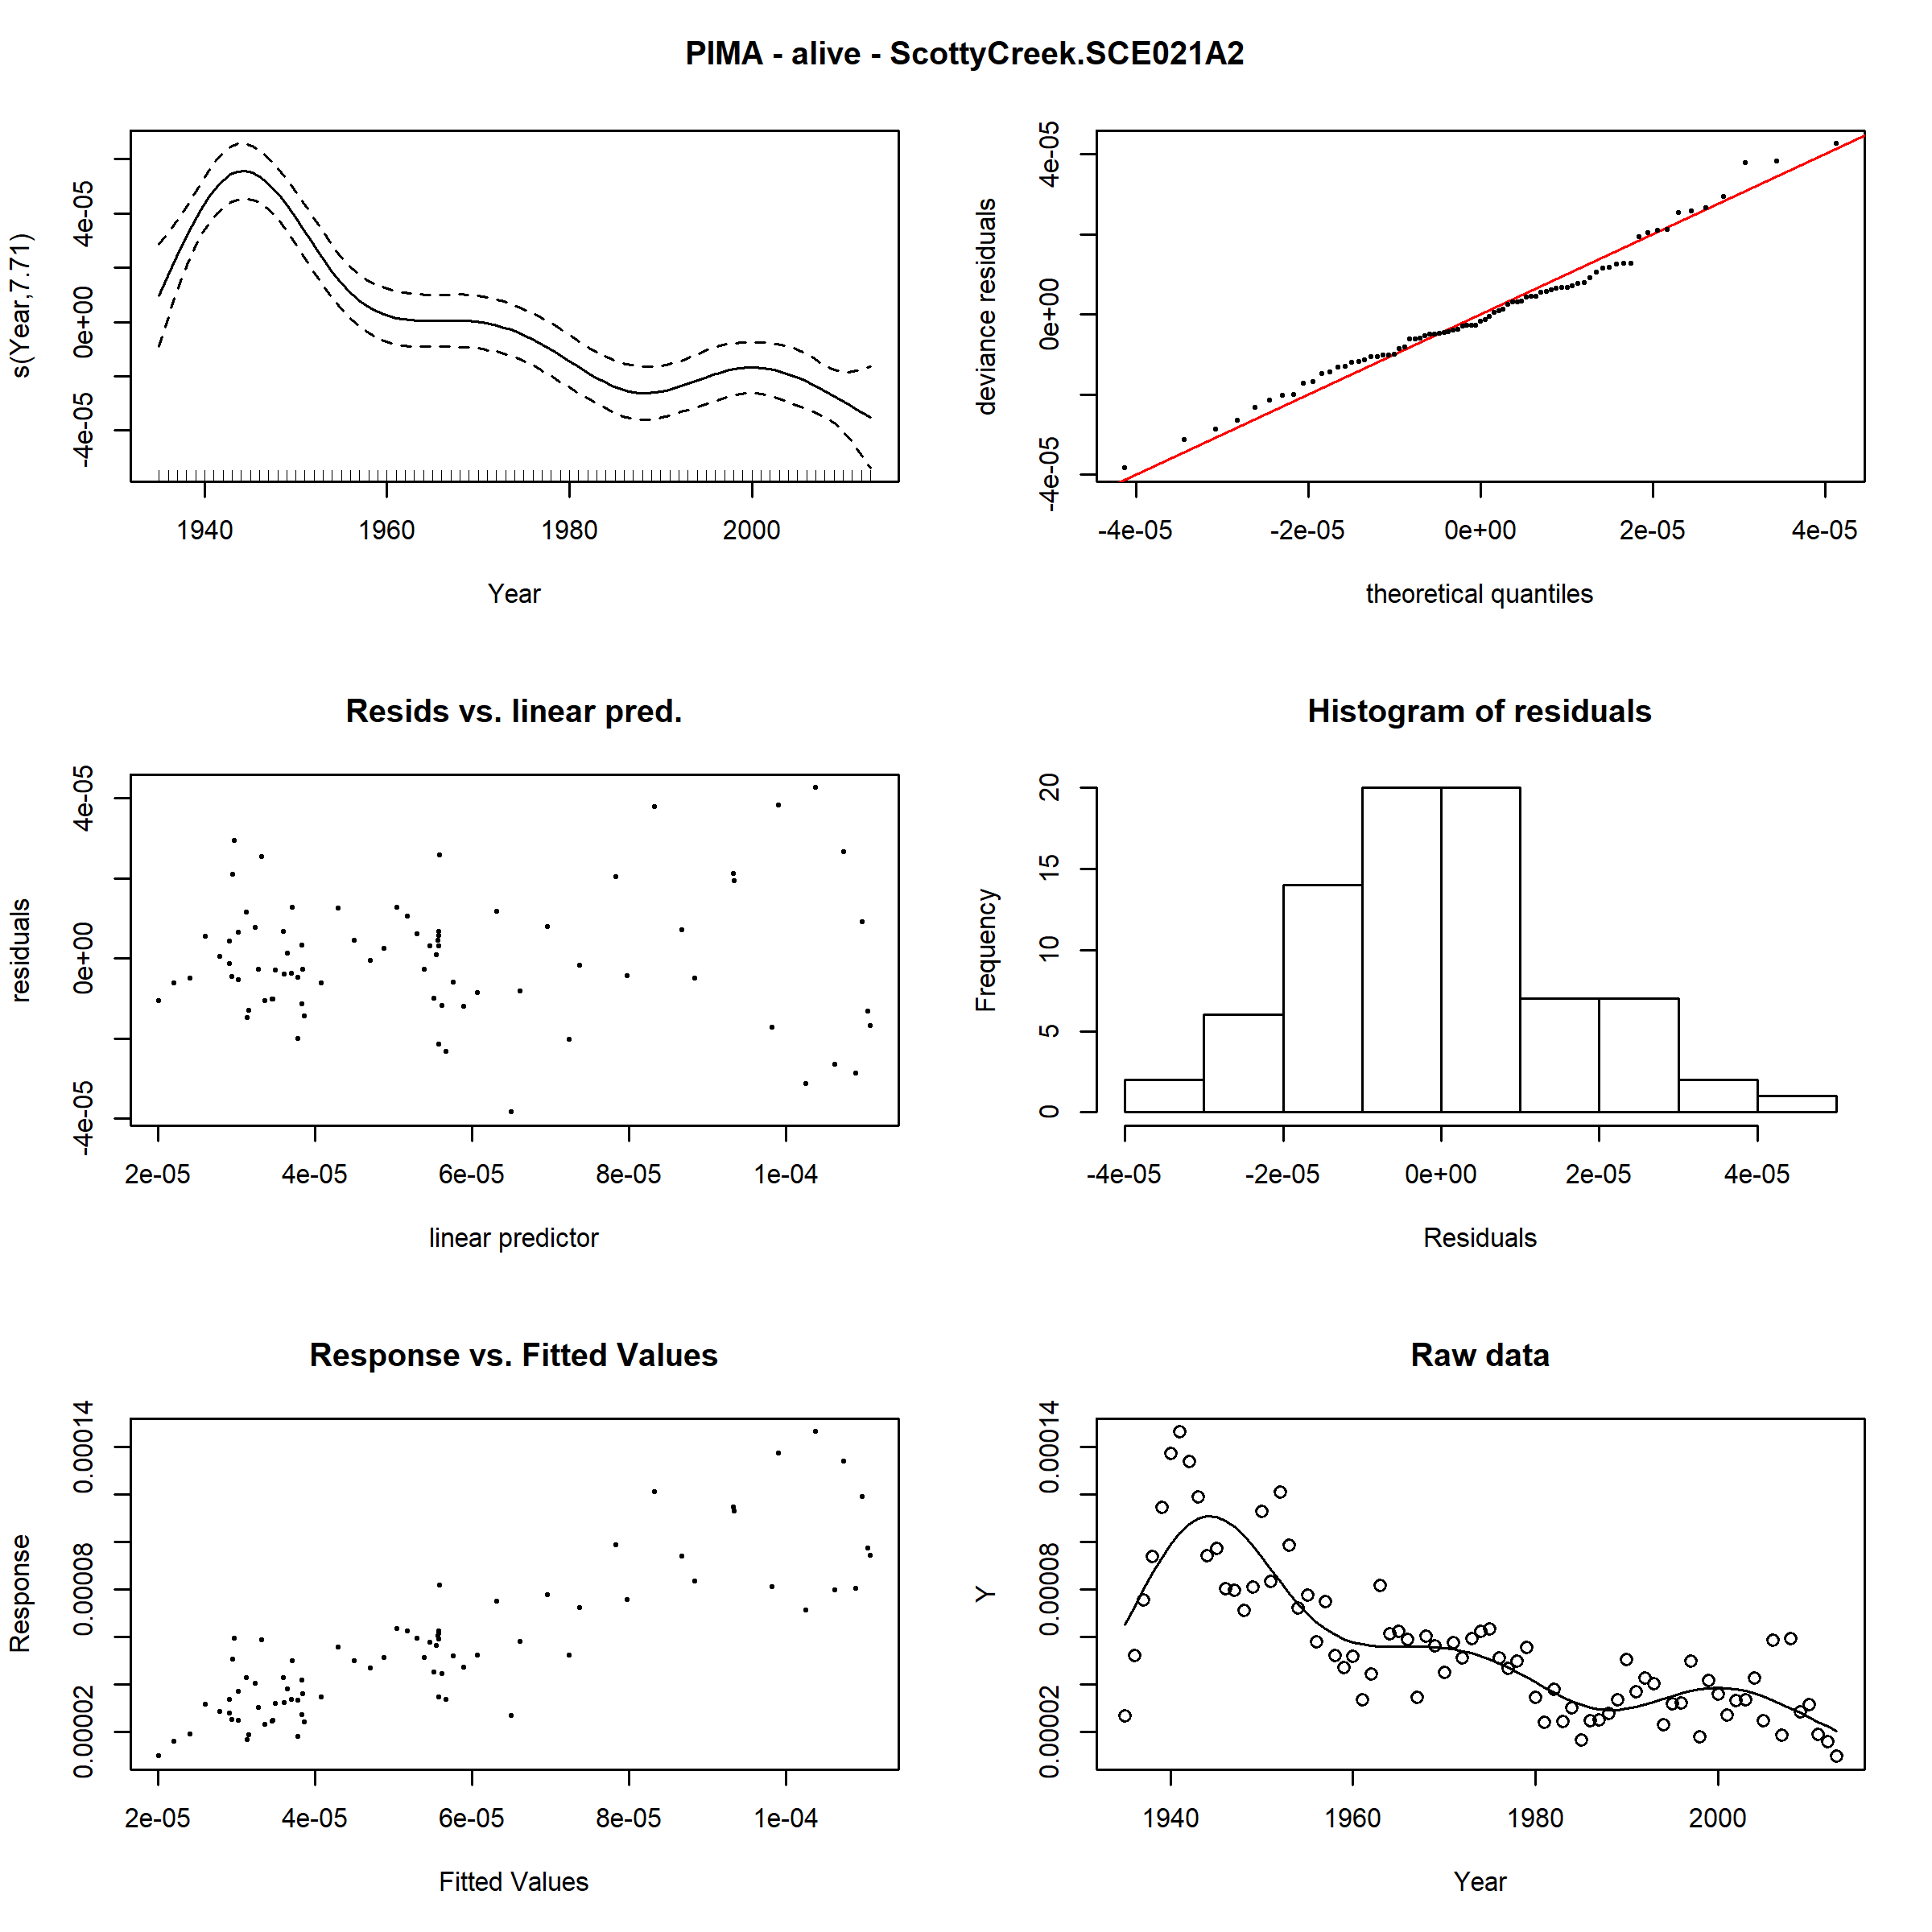 PIMA - alive - ScottyCreek.SCE021A2
s(Year,7.71)
4e-05
0e+00
-4e-05
1940 1960 1980 2000
Year
deviance residuals
4e-05
0e+00
-4e-05
-4e-05 -2e-05 0e+00 2e-05 4e-05
theoretical quantiles
Resids vs. linear pred.
residuals
4e-05
0e+00
-4e-05
2e-05 4e-05 6e-05 8e-05 1e-04
linear predictor
Histogram of residuals
Frequency
20
15
10
5
0
-4e-05 -2e-05 0e+00 2e-05 4e-05
Residuals
Response vs. Fitted Values
Response
0.00014
0.00008
0.00002
2e-05 4e-05 6e-05 8e-05 1e-04
Fitted Values
Raw data
Y
0.00014
0.00008
0.00002
1940 1960 1980 2000
Year